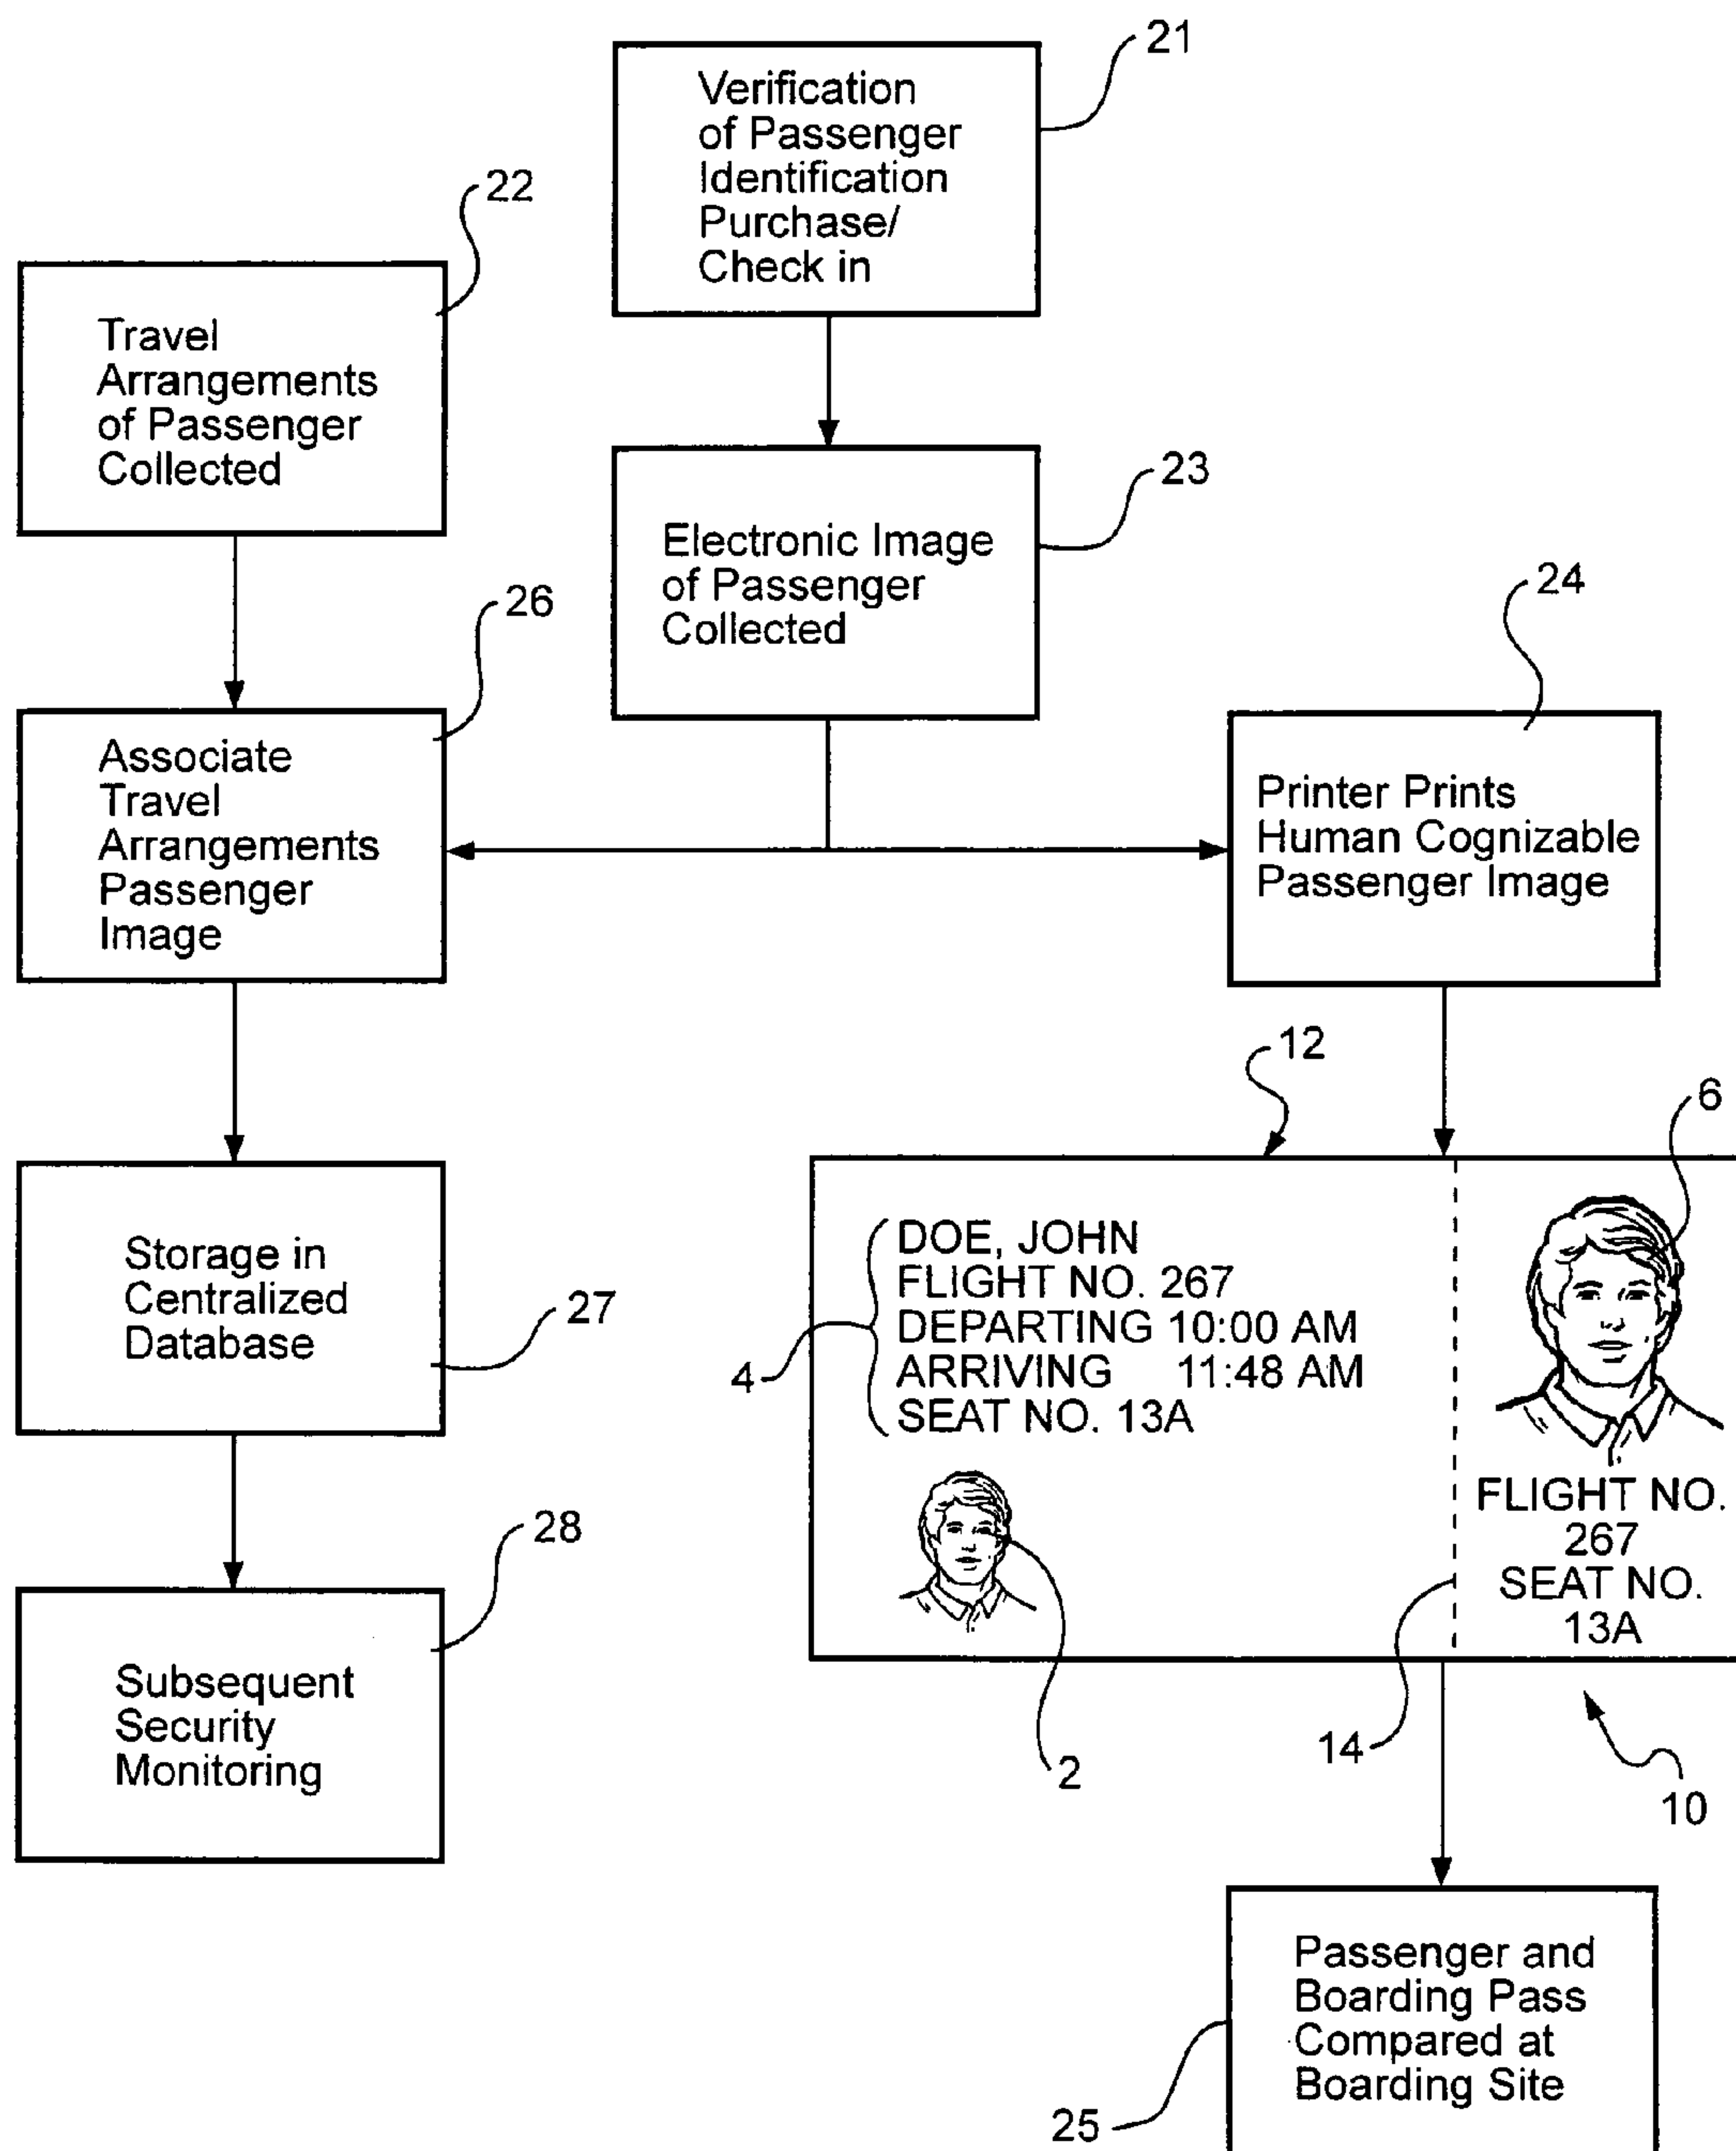 21
Verification
of Passenger
Identification
Purchase/
Check in
22
Travel
Arrangements
of Passenger
Collected
23
Electronic Image
of Passenger
Collected
26
Associate
Travel
Arrangements
Passenger
Image
24
Printer Prints
Human Cognizable
Passenger Image
12
6
27
Storage in
Centralized
Database
4
DOE, JOHN
FLIGHT NO. 267
DEPARTING 10:00 AM
ARRIVING 11:48 AM
SEAT NO. 13A
FLIGHT NO.
267
SEAT NO.
13A
2
14
10
28
Subsequent
Security
Monitoring
25
Passenger and
Boarding Pass
Compared at
Boarding Site